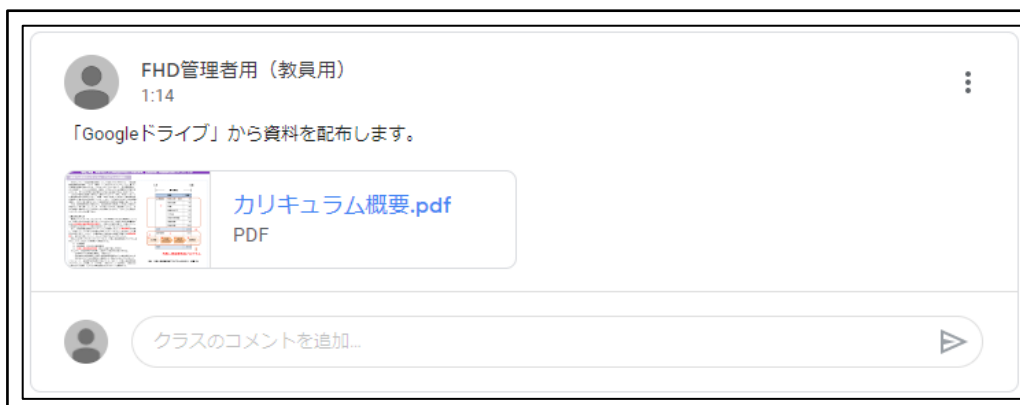 FHD管理者用（教員用）
1:14
「Googleドライブ」から資料を配布します。
カリキュラム概要.pdf
PDF
クラスのコメントを追加...